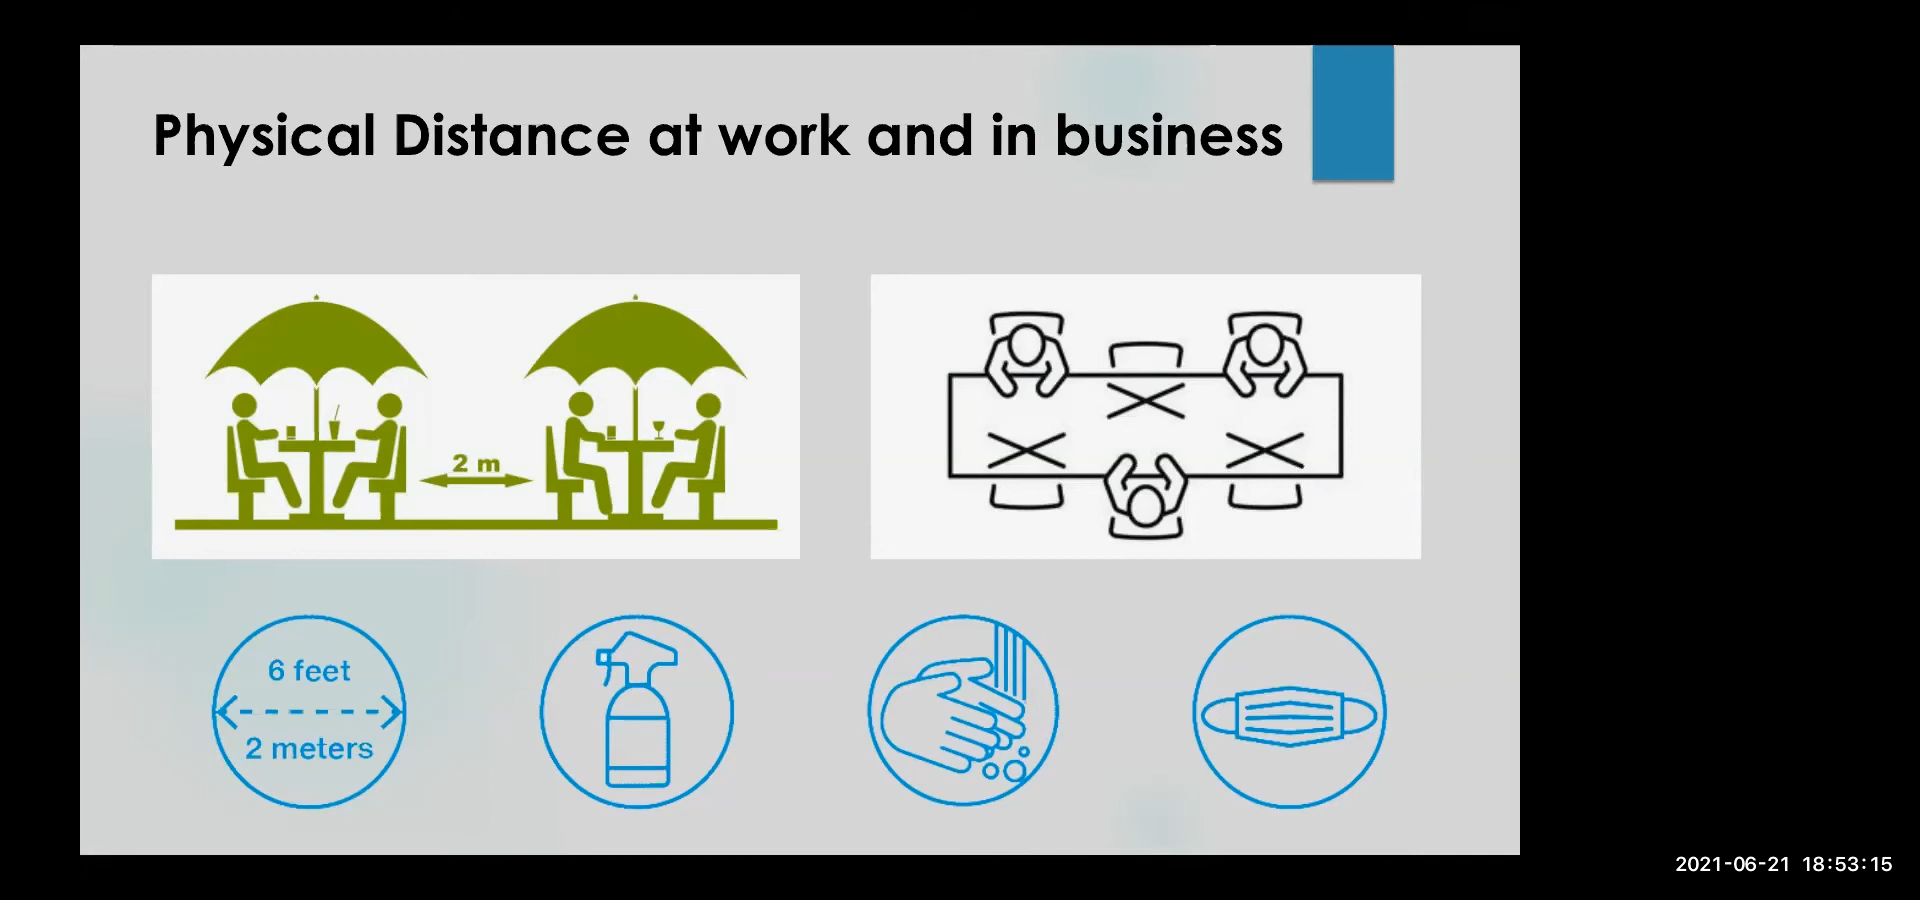 Physical Distance at work and in business
2 m
6 feet
2 meters
2021-06-21 18:53:15